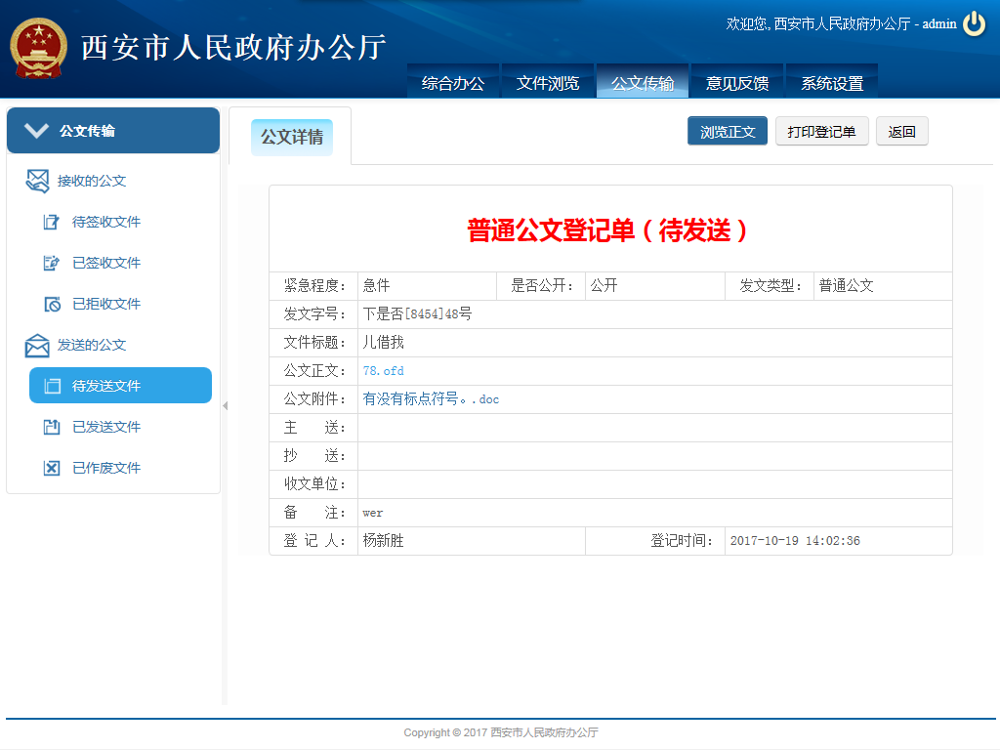 欢迎您, 西安市人民政府办公厅 - admin
西安市人民政府办公厅
综合办公 文件浏览 公文传输 意见反馈 系统设置
公文传输
接收的公文
待签收文件
已签收文件
已拒收文件
发送的公文
待发送文件
已发送文件
已作废文件
公文详情
浏览正文 打印登记单 返回
普通公文登记单（待发送）
紧急程度： 急件 是否公开： 公开 发文类型： 普通公文
发文字号： 下是否[8454]48号
文件标题： 儿借我
公文正文： 78.ofd
公文附件： 有没有标点符号。.doc
主 送：
抄 送：
收文单位：
备 注： wer
登 记 人： 杨新胜 登记时间： 2017-10-19 14:02:36
Copyright © 2017 西安市人民政府办公厅